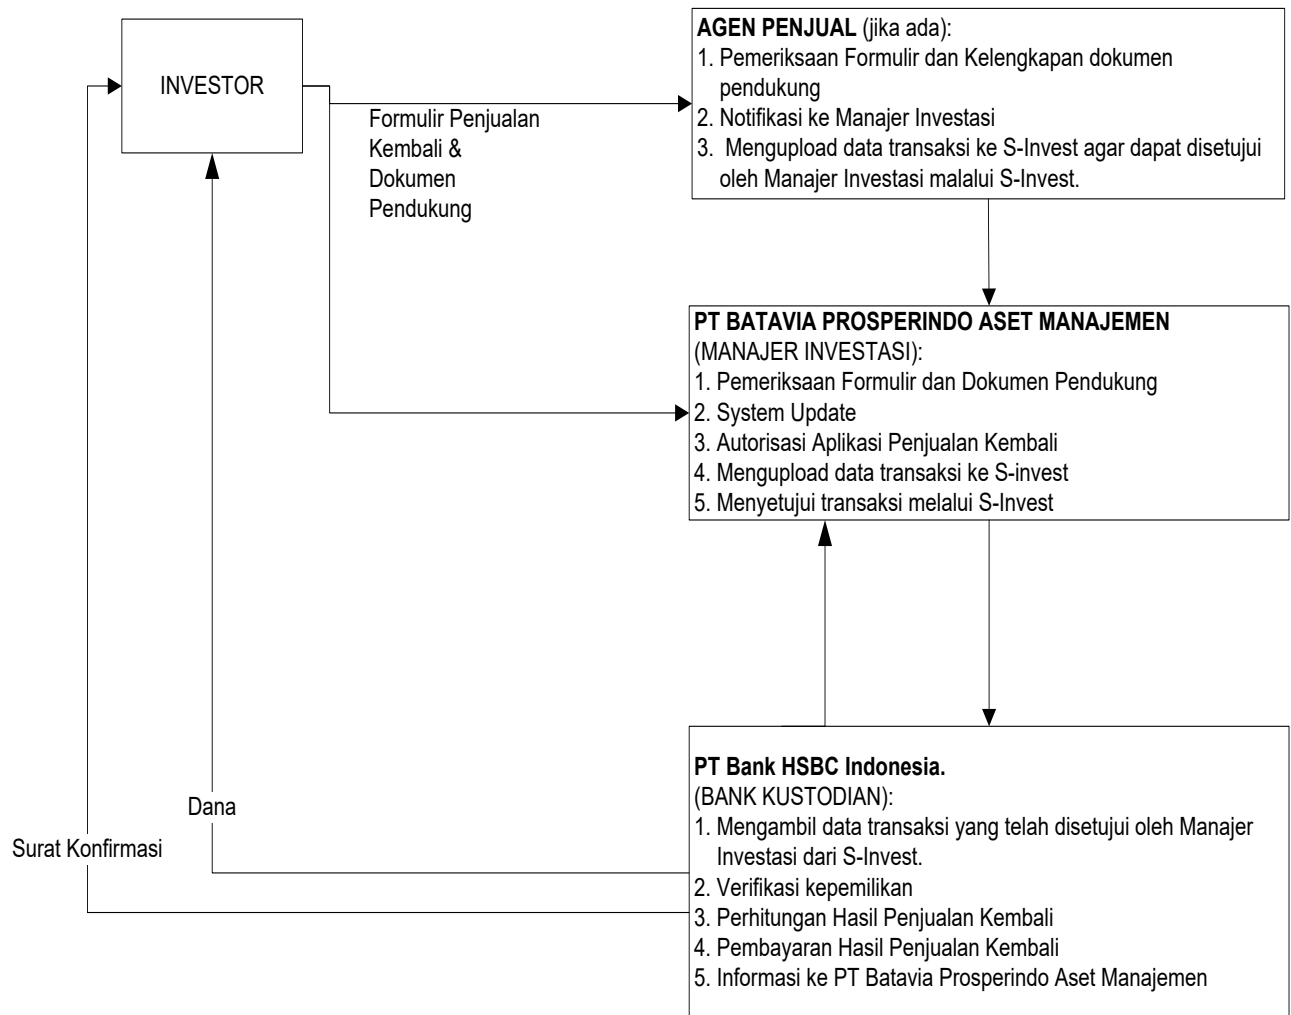 INVESTOR
Formulir Penjualan
Kembali &
Dokumen
Pendukung
AGEN PENJUAL (jika ada):
1. Pemeriksaan Formulir dan Kelengkapan dokumen
pendukung
2. Notifikasi ke Manajer Investasi
3. Mengupload data transaksi ke S-Invest agar dapat disetujui
oleh Manajer Investasi malalui S-Invest.
PT BATAVIA PROSPERINDO ASET MANAJEMEN
(MANAJER INVESTASI):
1. Pemeriksaan Formulir dan Dokumen Pendukung
2. System Update
3. Autorisasi Aplikasi Penjualan Kembali
4. Mengupload data transaksi ke S-invest
5. Menyetujui transaksi melalui S-Invest
PT Bank HSBC Indonesia.
(BANK KUSTODIAN):
1. Mengambil data transaksi yang telah disetujui oleh Manajer
Investasi dari S-Invest.
2. Verifikasi kepemilikan
3. Perhitungan Hasil Penjualan Kembali
4. Pembayaran Hasil Penjualan Kembali
5. Informasi ke PT Batavia Prosperindo Aset Manajemen
Dana
Surat Konfirmasi